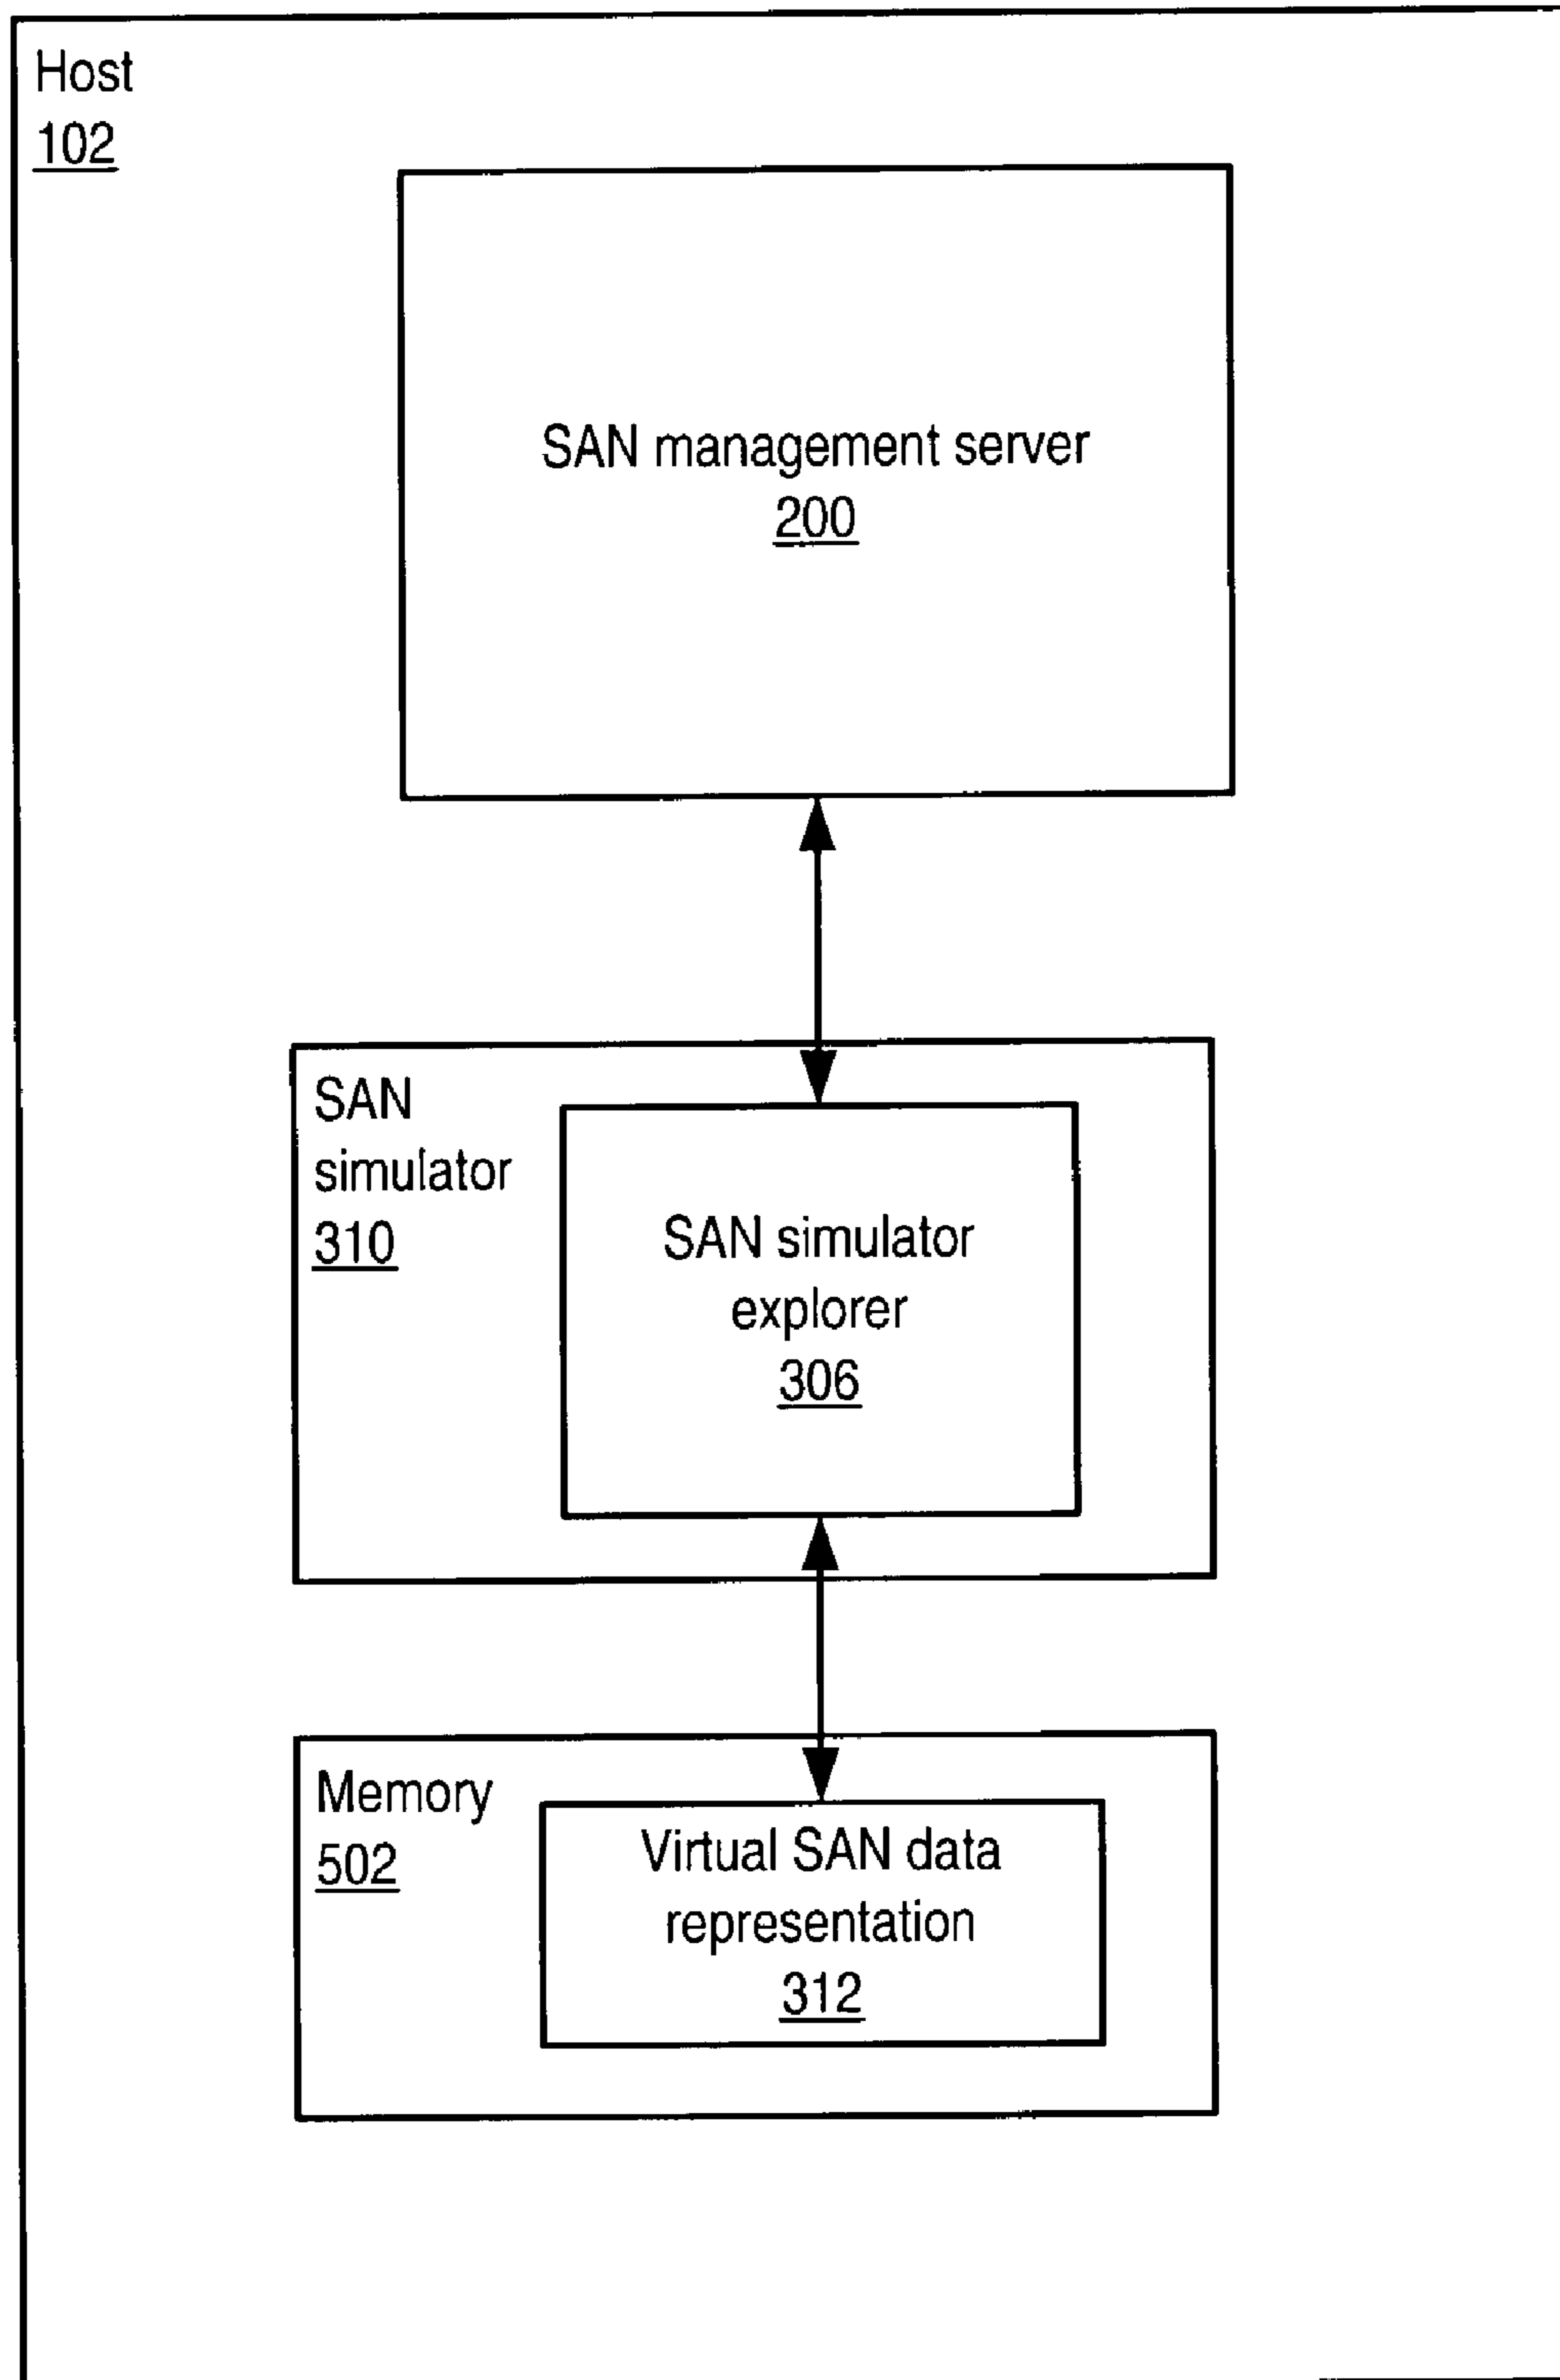 Host
102
SAN management server
200
SAN
simulator
310
SAN simulator
explorer
306
Memory
502
Virtual SAN data
representation
312